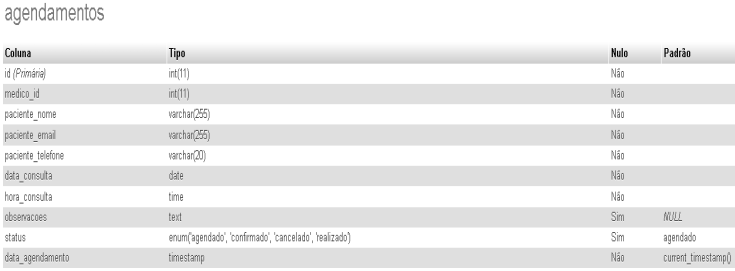 agendamentos
Coluna Tipo Nulo Padrão
id (Primária) int(11) Não
medico_id int(11) Não
paciente_nome varchar(255) Não
paciente_email varchar(255) Não
paciente_telefone varchar(20) Não
data_consulta date Não
hora_consulta time Não
observacoes text Sim NULL
status enum('agendado', 'confirmado', 'cancelado', 'realizado') Sim agendado
data_agendamento timestamp Não current_timestamp()